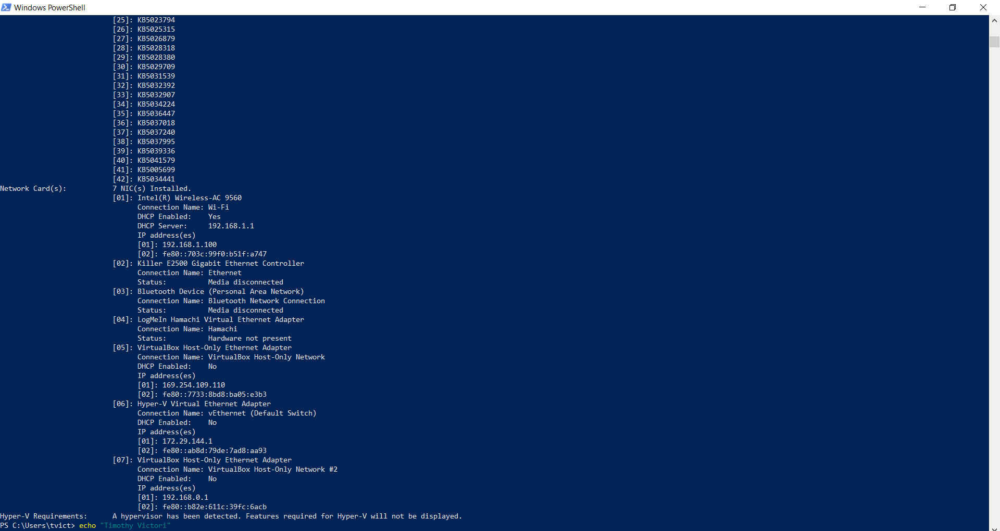 Windows PowerShell
[25]: KB5023794
[26]: KB5025315
[27]: KB5026879
[28]: KB5028318
[29]: KB5028380
[30]: KB5029709
[31]: KB5031539
[32]: KB5032392
[33]: KB5032907
[34]: KB5034224
[35]: KB5036447
[36]: KB5037018
[37]: KB5037240
[38]: KB5037995
[39]: KB5039336
[40]: KB5041579
[41]: KB5005699
[42]: KB5034441
Network Card(s): 7 NIC(s) Installed.
[01]: Intel(R) Wireless-AC 9560
Connection Name: Wi-Fi
DHCP Enabled: Yes
DHCP Server: 192.168.1.1
IP address(es)
[01]: 192.168.1.100
[02]: fe80::703c:99f0:b51f:a747
[02]: Killer E2500 Gigabit Ethernet Controller
Connection Name: Ethernet
Status: Media disconnected
[03]: Bluetooth Device (Personal Area Network)
Connection Name: Bluetooth Network Connection
Status: Media disconnected
[04]: LogMeIn Hamachi Virtual Ethernet Adapter
Connection Name: Hamachi
Status: Hardware not present
[05]: VirtualBox Host-Only Ethernet Adapter
Connection Name: VirtualBox Host-Only Network
DHCP Enabled: No
IP address(es)
[01]: 169.254.109.110
[02]: fe80::7733:8bd8:ba05:e3b3
[06]: Hyper-V Virtual Ethernet Adapter
Connection Name: vEthernet (Default Switch)
DHCP Enabled: No
IP address(es)
[01]: 172.29.144.1
[02]: fe80::ab8d:79de:7ad8:aa93
[07]: VirtualBox Host-Only Ethernet Adapter
Connection Name: VirtualBox Host-Only Network #2
DHCP Enabled: No
IP address(es)
[01]: 192.168.0.1
[02]: fe80::b82e:611c:39fc:6acb
Hyper-V Requirements: A hypervisor has been detected. Features required for Hyper-V will not be displayed.
PS C:\Users\tvict> echo "Timothy Victori"